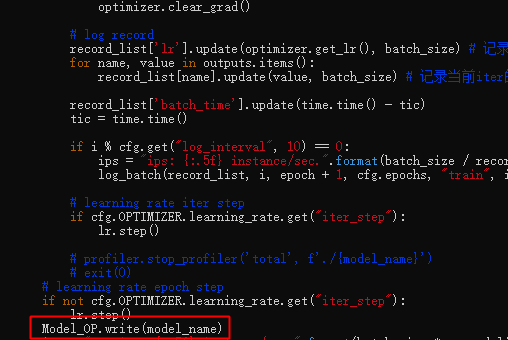 optimizer.clear_grad()
# log record
record_list['lr'].update(optimizer.get_lr(), batch_size) # 记录
for name, value in outputs.items():
record_list[name].update(value, batch_size) # 记录当前iter的
record_list['batch_time'].update(time.time() - tic)
tic = time.time()
if i % cfg.get("log_interval", 10) == 0:
ips = "ips: {:.5f} instance/sec.".format(batch_size / recor
log_batch(record_list, i, epoch + 1, cfg.epochs, "train", i
# learning rate iter step
if cfg.OPTIMIZER.learning_rate.get("iter_step"):
lr.step()
# profiler.stop_profiler('total', f'./{model_name}')
# exit(0)
# learning rate epoch step
if not cfg.OPTIMIZER.learning_rate.get("iter_step"):
lr.step()
Model_OP.write(model_name)